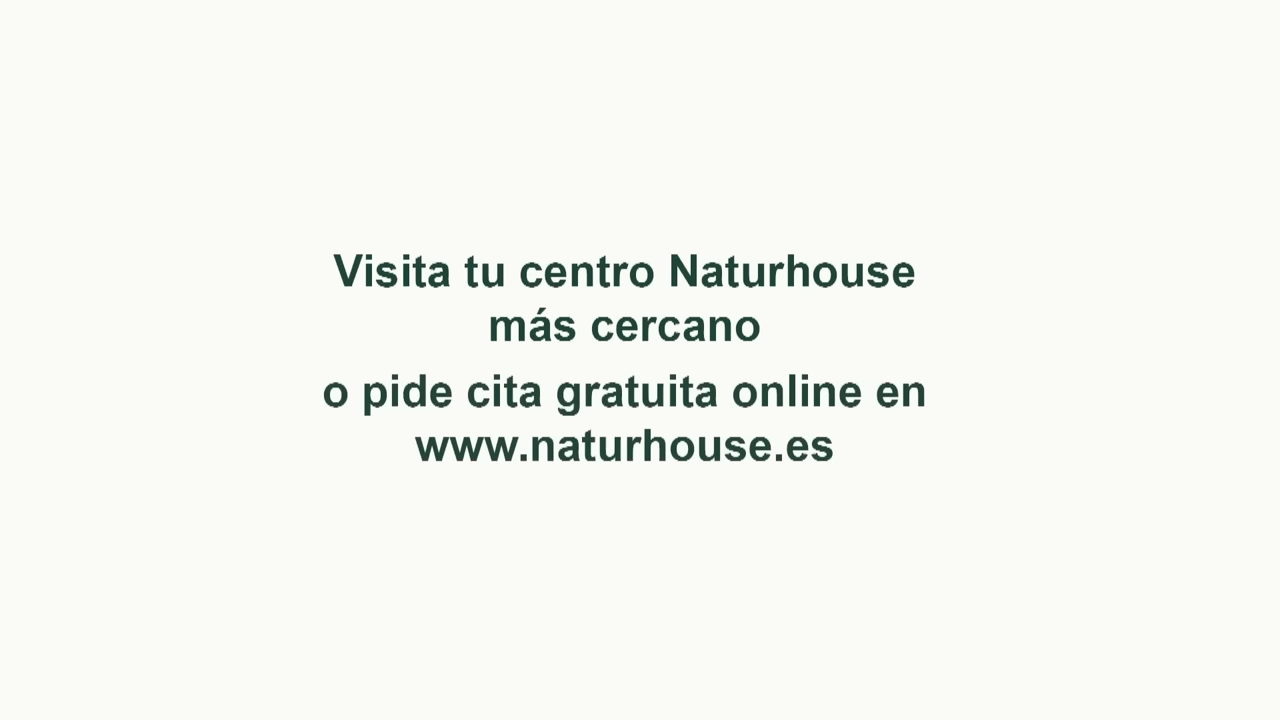 Visita tu centro Naturhouse
más cercano
o pide cita gratuita online en
www.naturhouse.es